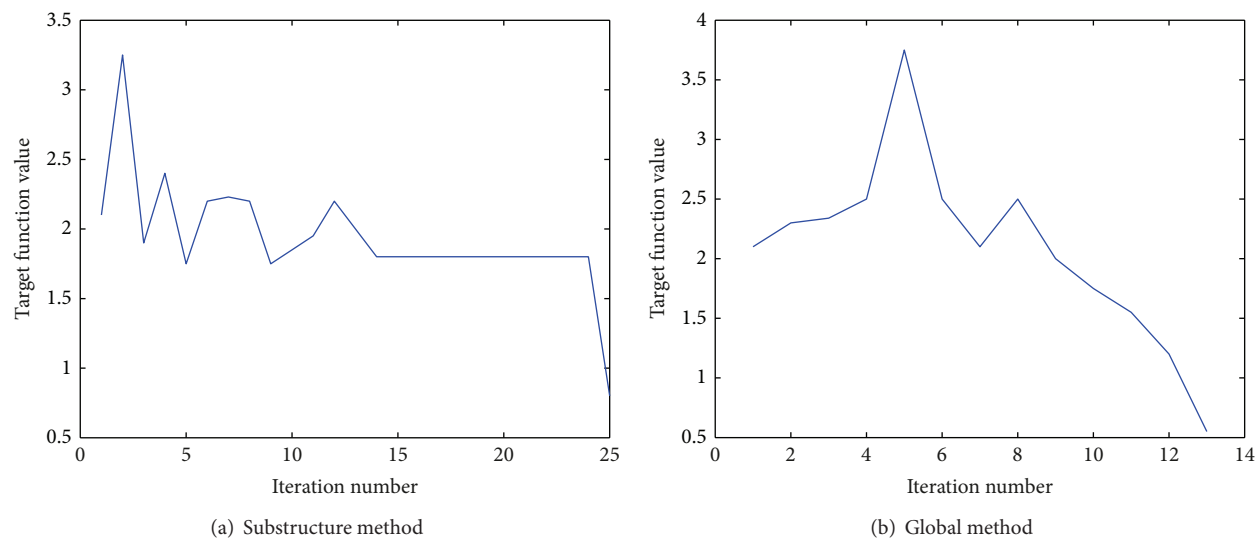 3.5
3
2.5
2
1.5
1
0.5
Target function value
0 5 10 15 20 25
Iteration number
(a) Substructure method
4
3.5
3
2.5
2
1.5
1
0.5
Target function value
0 2 4 6 8 10 12 14
Iteration number
(b) Global method